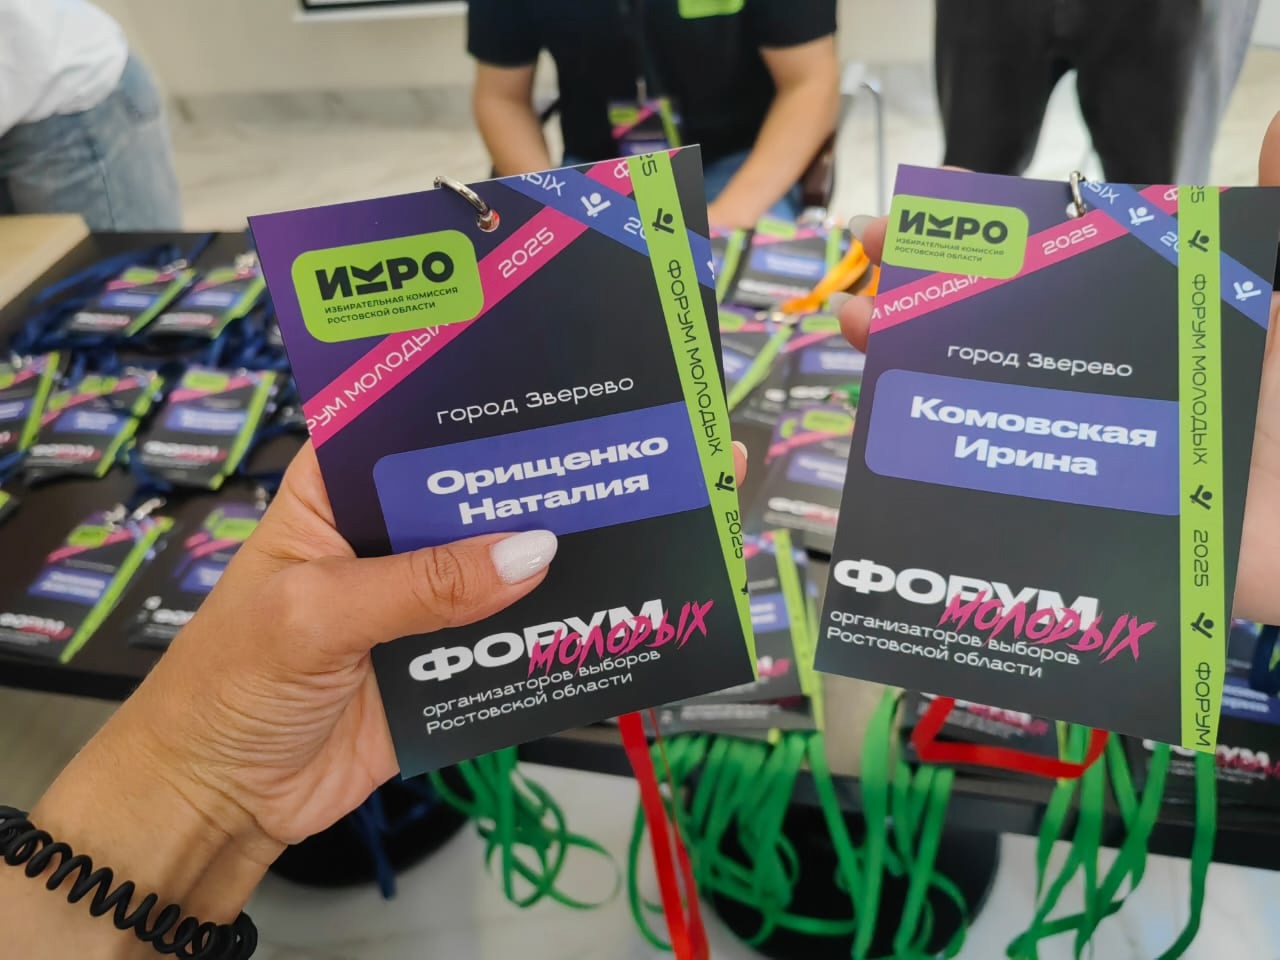 ИКРО
ИЗБИРАТЕЛЬНАЯ КОМИССИЯ
РОСТОВСКОЙ ОБЛАСТИ
ФОРУМ МОЛОДЫХ
2025
город Зверево
Орищенко
Наталия
ФОРУМ
МОЛОДЫХ
организаторов выборов
Ростовской области
ФОРУМ МОЛОДЫХ
2025
ИКРО
ИЗБИРАТЕЛЬНАЯ КОМИССИЯ
РОСТОВСКОЙ ОБЛАСТИ
МОЛОДЫХ
2025
город Зверево
Комовская
Ирина
ФОРУМ
МОЛОДЫХ
организаторов выборов
Ростовской области
ФОРУМ МОЛОДЫХ
2025
ФОРУМ